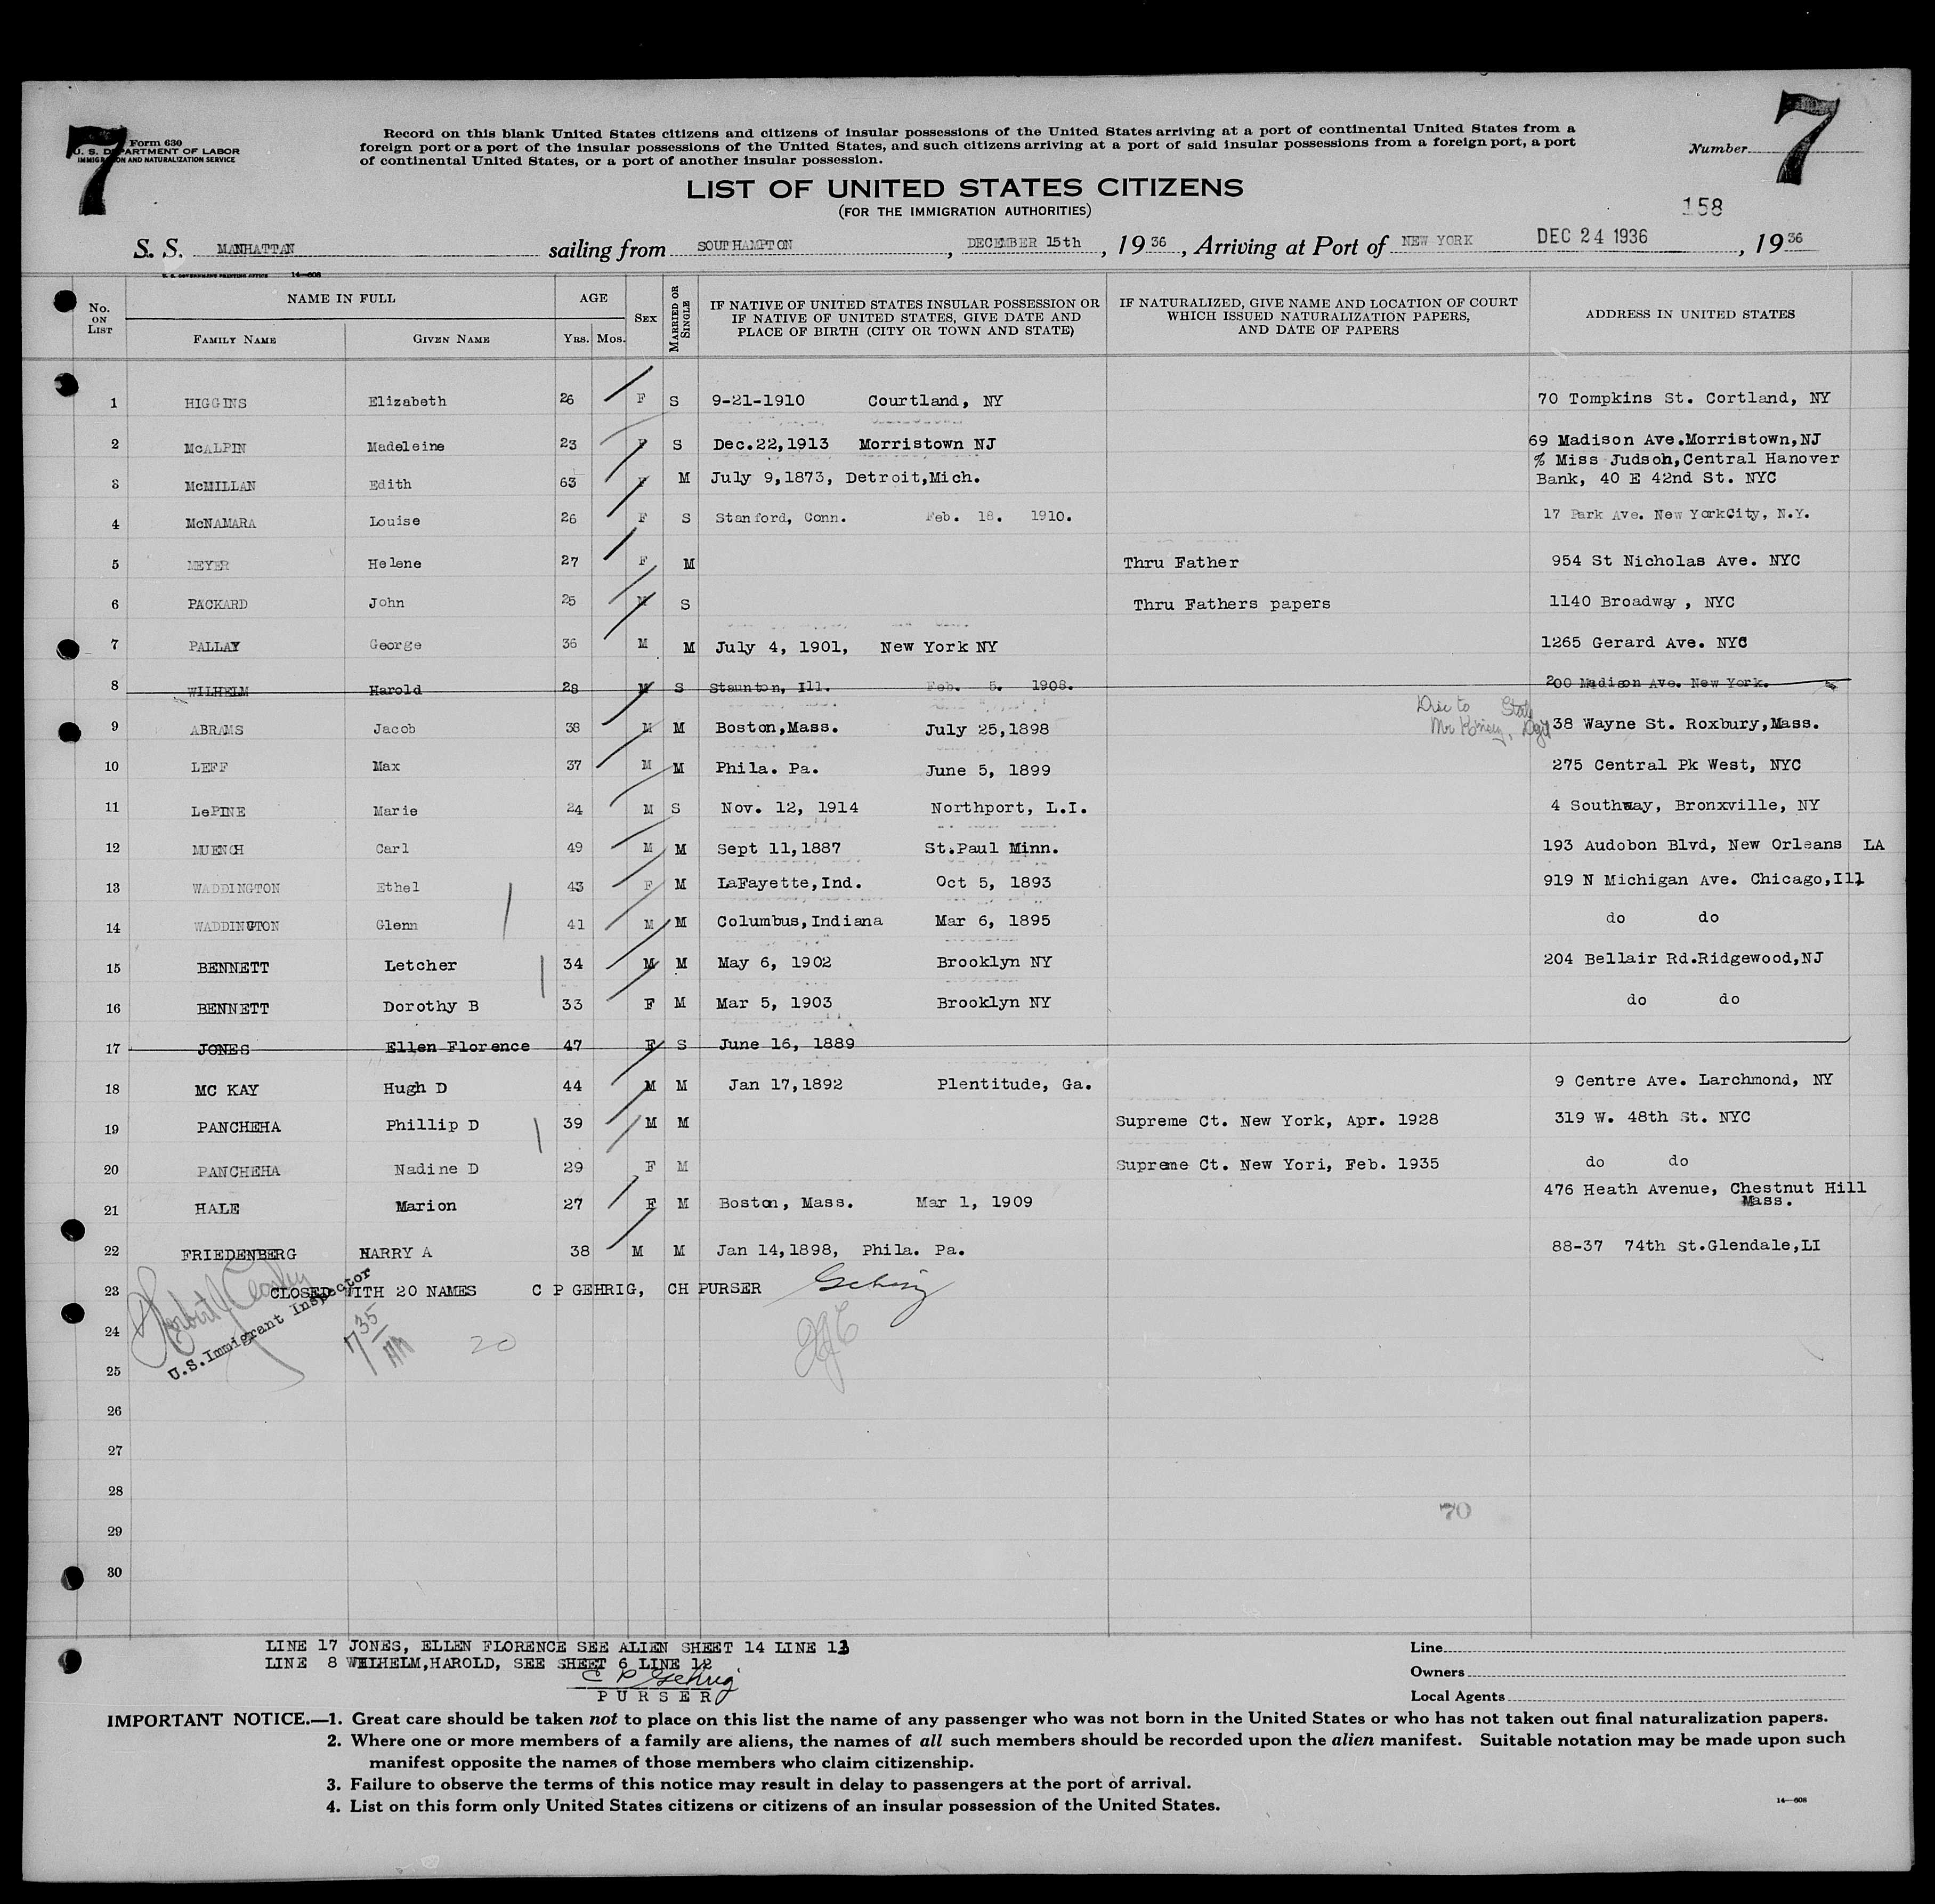 7
7
Form 630
U. S. DEPARTMENT OF LABOR
IMMIGRATION AND NATURALIZATION SERVICE
Record on this blank United States citizens and citizens of insular possessions of the United States arriving at a port of continental United States from a
foreign port or a port of the insular possessions of the United States, and such citizens arriving at a port of said insular possessions from a foreign port, a port
of continental United States, or a port of another insular possession.
Number
LIST OF UNITED STATES CITIZENS
(FOR THE IMMIGRATION AUTHORITIES)
158
S. S. MANHATTAN sailing from SOUTHAMPTON, DECEMBER 15th, 1936, Arriving at Port of NEW YORK DEC 24 1936, 1936
U. S. GOVERNMENT PRINTING OFFICE 14—608
No. ON LIST NAME IN FULL FAMILY NAME GIVEN NAME AGE YRS. MOS. SEX MARRIED OR SINGLE IF NATIVE OF UNITED STATES INSULAR POSSESSION OR IF NATIVE OF UNITED STATES, GIVE DATE AND PLACE OF BIRTH (CITY OR TOWN AND STATE) IF NATURALIZED, GIVE NAME AND LOCATION OF COURT WHICH ISSUED NATURALIZATION PAPERS, AND DATE OF PAPERS ADDRESS IN UNITED STATES
1 HIGGINS Elizabeth 26 F S 9-21-1910 Courtland, NY 70 Tompkins St. Cortland, NY
2 McALPIN Madeleine 23 F S Dec.22,1913 Morristown NJ 69 Madison Ave.Morristown,NJ
% Miss Judson,Central Hanover
3 McMILLAN Edith 63 F M July 9,1873, Detroit,Mich. Bank, 40 E 42nd St. NYC
4 McNAMARA Louise 26 F S Stanford, Conn. Feb. 18. 1910. 17 Park Ave. New YorkCity, N.Y.
5 MEYER Helene 27 F M Thru Father 954 St Nicholas Ave. NYC
6 PACKARD John 25 M S Thru Fathers papers 1140 Broadwy , NYC
7 PALLAY George 36 M M July 4, 1901, New York NY 1265 Gerard Ave. NYC
8 WILHELM Harold 28 M S Staunton, Ill. Feb. 5. 1908. 200 Madison Ave. New York.
9 ABRAMS Jacob 38 M M Boston,Mass. July 25,1898 38 Wayne St. Roxbury,Mass.
10 LEFF Max 37 M M Phila. Pa. June 5, 1899 275 Central Pk West, NYC
11 LePINE Marie 24 M S Nov. 12, 1914 Northport, L.I. 4 Southway, Bronxville, NY
12 MUENCH Carl 49 M M Sept 11,1887 St.Paul Minn. 193 Audobon Blvd, New Orleans LA
13 WADDINGTON Ethel 43 F M LaFayette,Ind. Oct 5, 1893 919 N Michigan Ave. Chicago,Ill
14 WADDINGTON Glenn 41 M M Columbus,Indiana Mar 6, 1895 do do
15 BENNETT Letcher 34 M M May 6, 1902 Brooklyn NY 204 Bellair Rd.Ridgewood,NJ
16 BENNETT Dorothy B 33 F M Mar 5, 1903 Brooklyn NY do do
17 JONES Ellen Florence 47 F S June 16, 1889
18 MC KAY Hugh D 44 M M Jan 17,1892 Plentitude, Ga. 9 Centre Ave. Larchmond, NY
19 PANCHEHA Phillip D 39 M M Supreme Ct. New York, Apr. 1928 319 W. 48th St. NYC
20 PANCHEHA Nadine D 29 F M Supreme Ct. New Yori, Feb. 1935 do do
21 HALE Marion 27 F M Boston, Mass. Mar 1, 1909 476 Heath Avenue, Chestnut Hill
Mass.
22 FRIEDENBERG HARRY A 38 M M Jan 14,1898, Phila. Pa. 88-37 74th St.Glendale,LI
23 CLOSED WITH 20 NAMES C P GEHRIG, CH PURSER Gehrig
U.S.Immigrant Inspector
7 35 AM
20
24
25
26
27
28
29
30
70
LINE 17 JONES, ELLEN FLORENCE SEE ALIEN SHEET 14 LINE 13
LINE 8 WILHELM,HAROLD, SEE SHEET 6 LINE 12
C P Gehrig
PURSER
Line
Owners
Local Agents
IMPORTANT NOTICE.—1. Great care should be taken not to place on this list the name of any passenger who was not born in the United States or who has not taken out final naturalization papers.
2. Where one or more members of a family are aliens, the names of all such members should be recorded upon the alien manifest. Suitable notation may be made upon such
manifest opposite the names of those members who claim citizenship.
3. Failure to observe the terms of this notice may result in delay to passengers at the port of arrival.
4. List on this form only United States citizens or citizens of an insular possession of the United States.
14—608